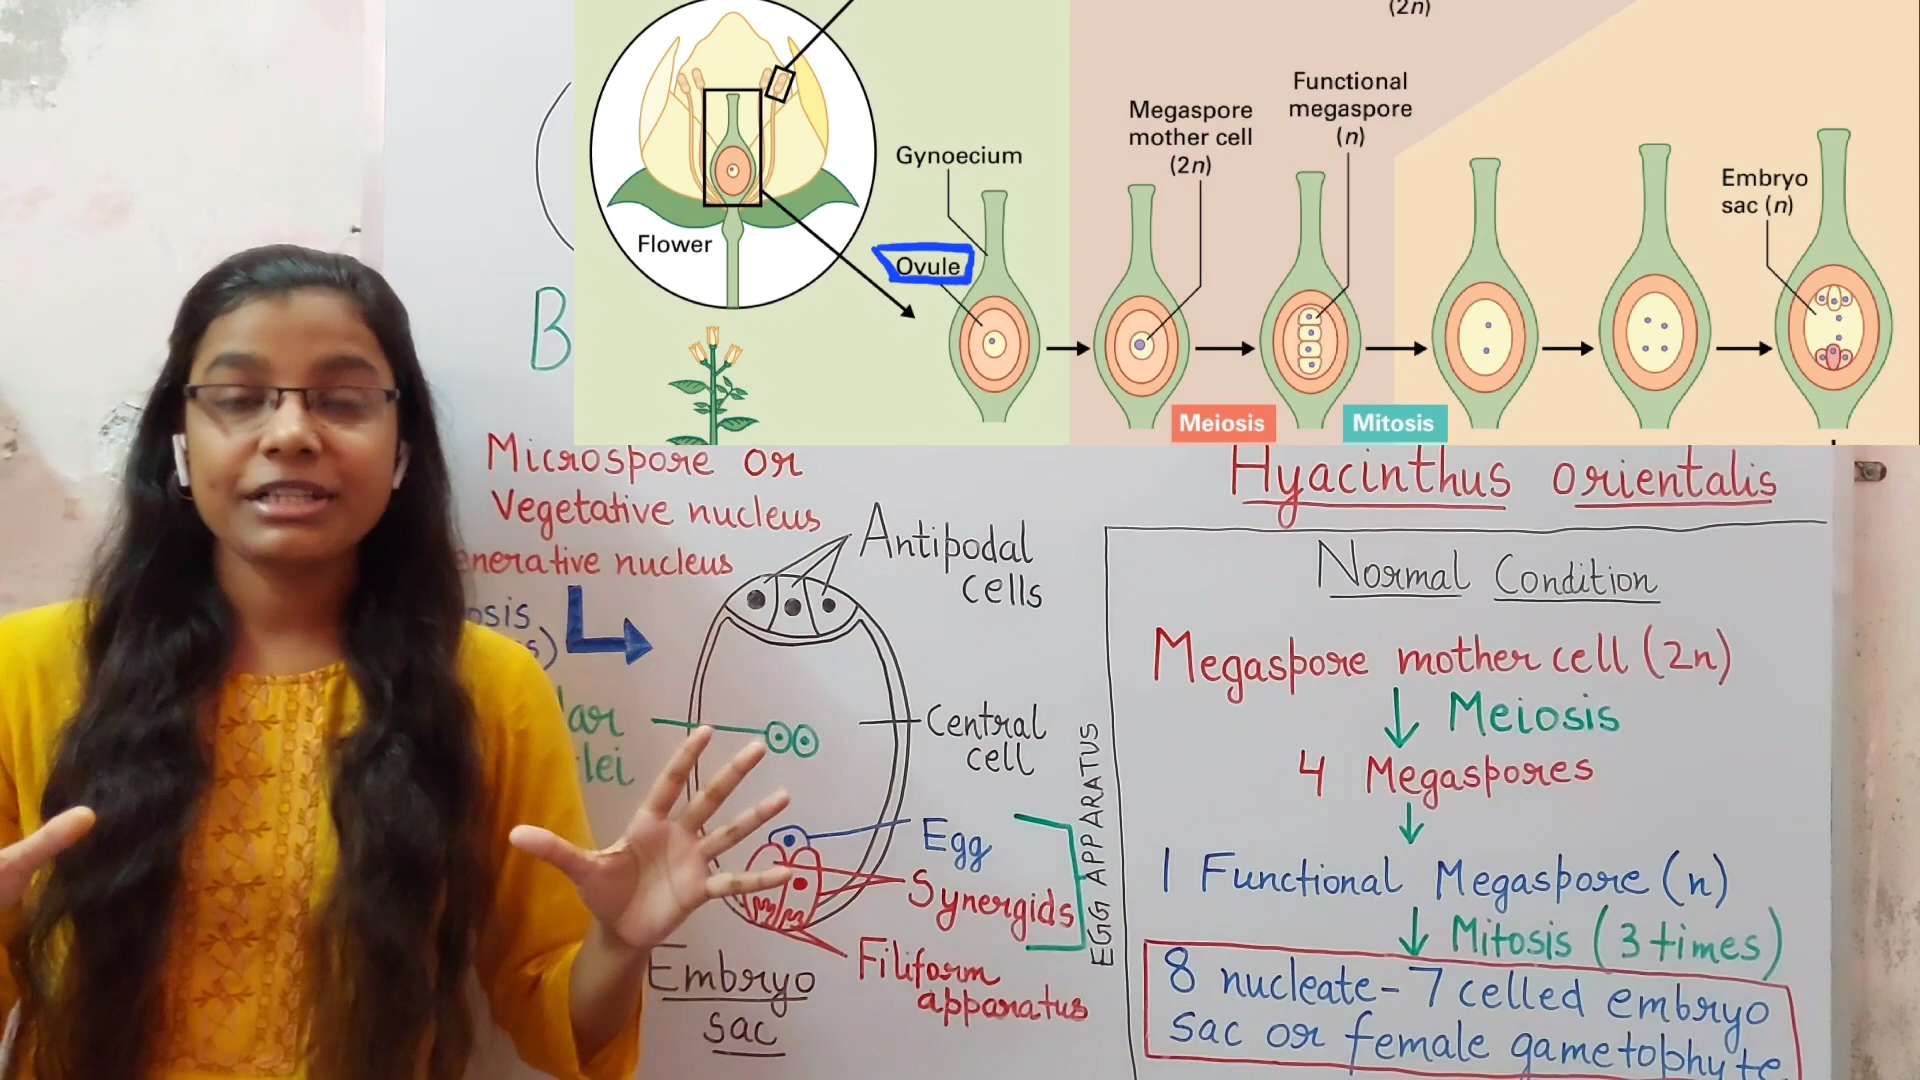 (2n)
Flower
Gynoecium
Ovule
Megaspore
mother cell
(2n)
Functional
megaspore
(n)
Embryo
sac (n)
Meiosis
Mitosis
B
Microspore or
Vegetative nucleus
enerative nucleus
osis
s)
lar
lei
Antipodal
cells
Central
cell
Egg
Synergids
Filiform
apparatus
EGG APPARATUS
Embryo
sac
Hyacinthus orientalis
Normal Condition
Megaspore mother cell (2n)
↓ Meiosis
4 Megaspores
↓
1 Functional Megaspore (n)
↓ Mitosis (3 times)
8 nucleate - 7 celled embryo
sac or female gametophyte